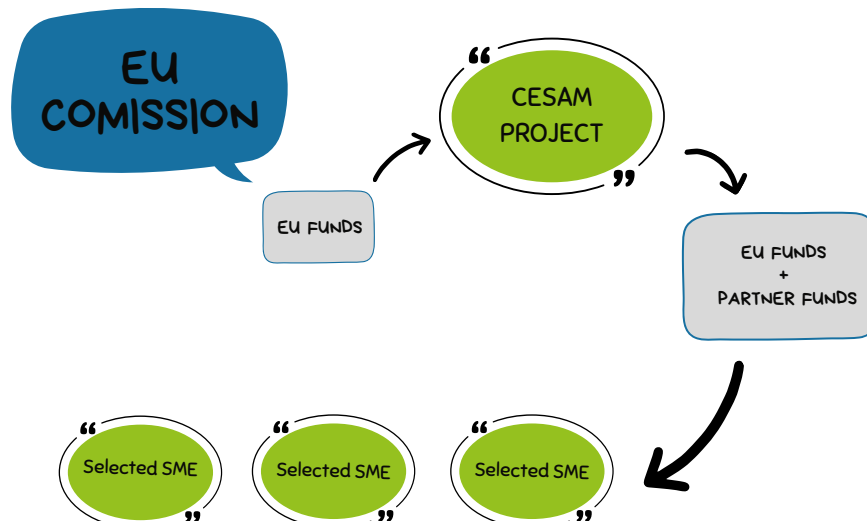 EU
COMISSION
CESAM
PROJECT
EU FUNDS
EU FUNDS
+
PARTNER FUNDS
Selected SME
Selected SME
Selected SME